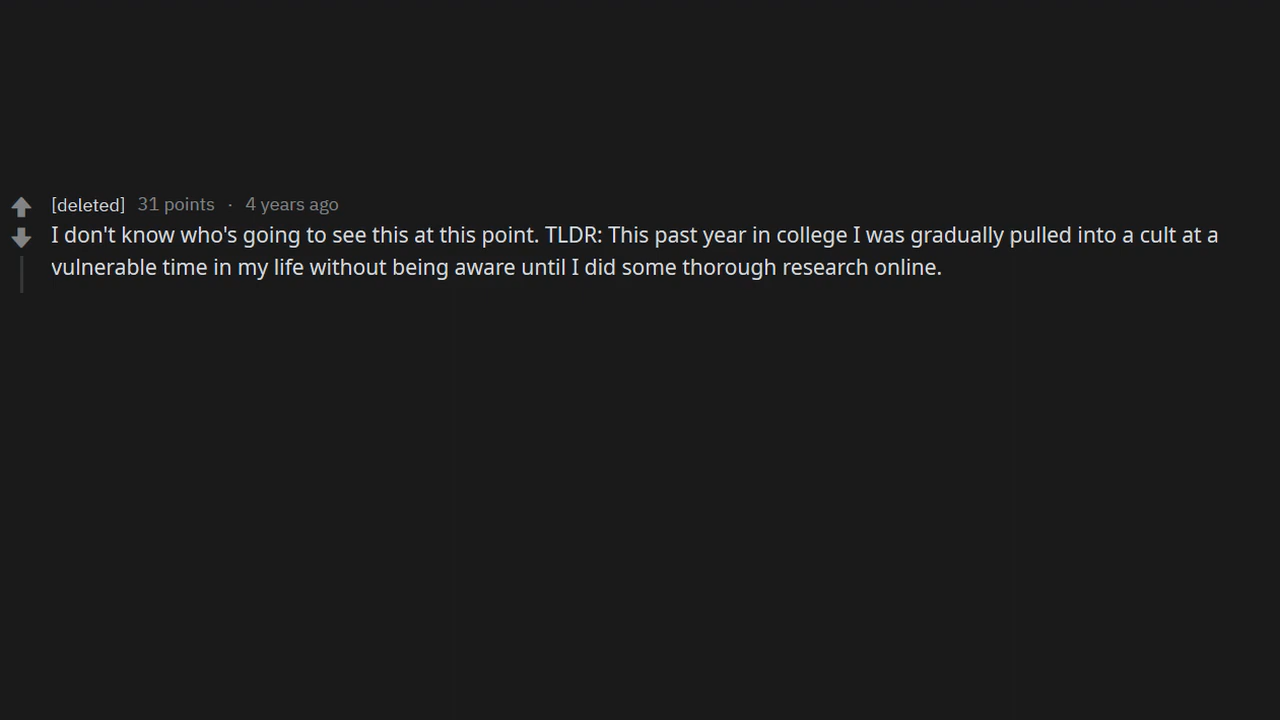 [deleted] 31 points · 4 years ago
I don't know who's going to see this at this point. TLDR: This past year in college I was gradually pulled into a cult at a
vulnerable time in my life without being aware until I did some thorough research online.